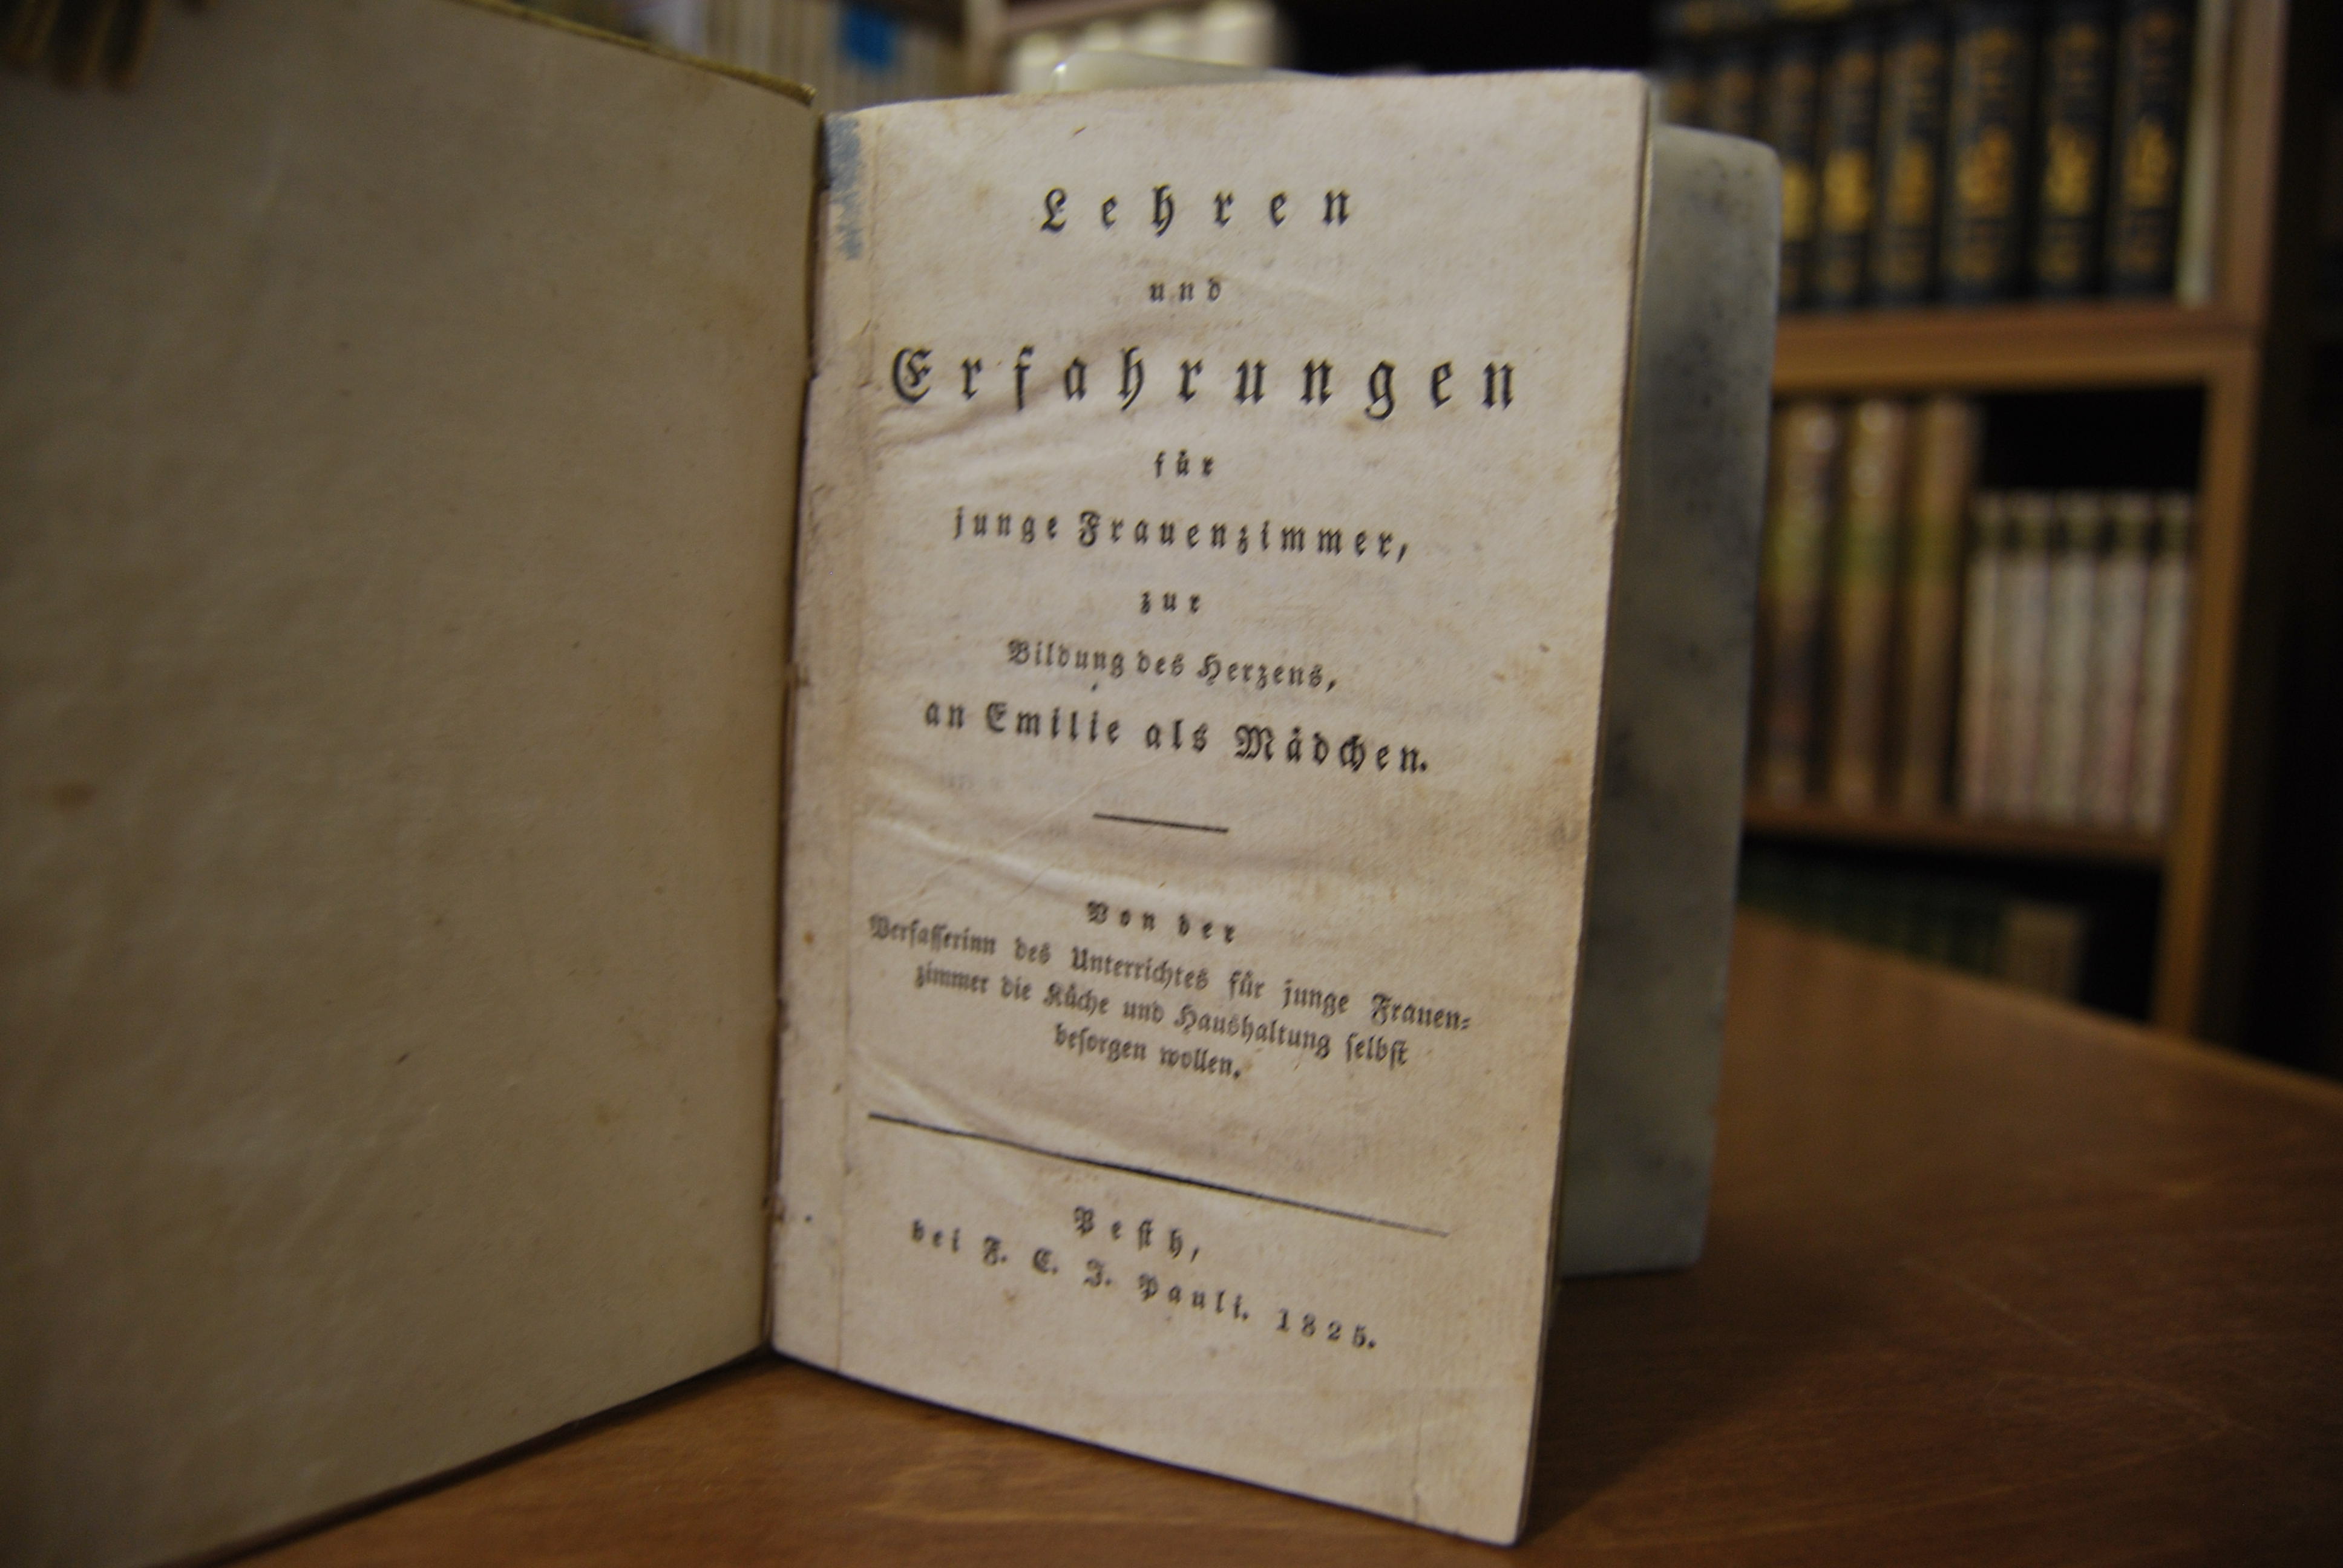 Lehren
und
Erfahrungen
für
junge Frauenzimmer,
zur
Bildung des Herzens,
an Emilie als Mädchen.
Von der
Verfasserinn des Unterrichtes für junge Frauen-
zimmer die Küche und Haushaltung selbst
besorgen wollen.
Pesth,
bei F. C. J. Pauli. 1825.